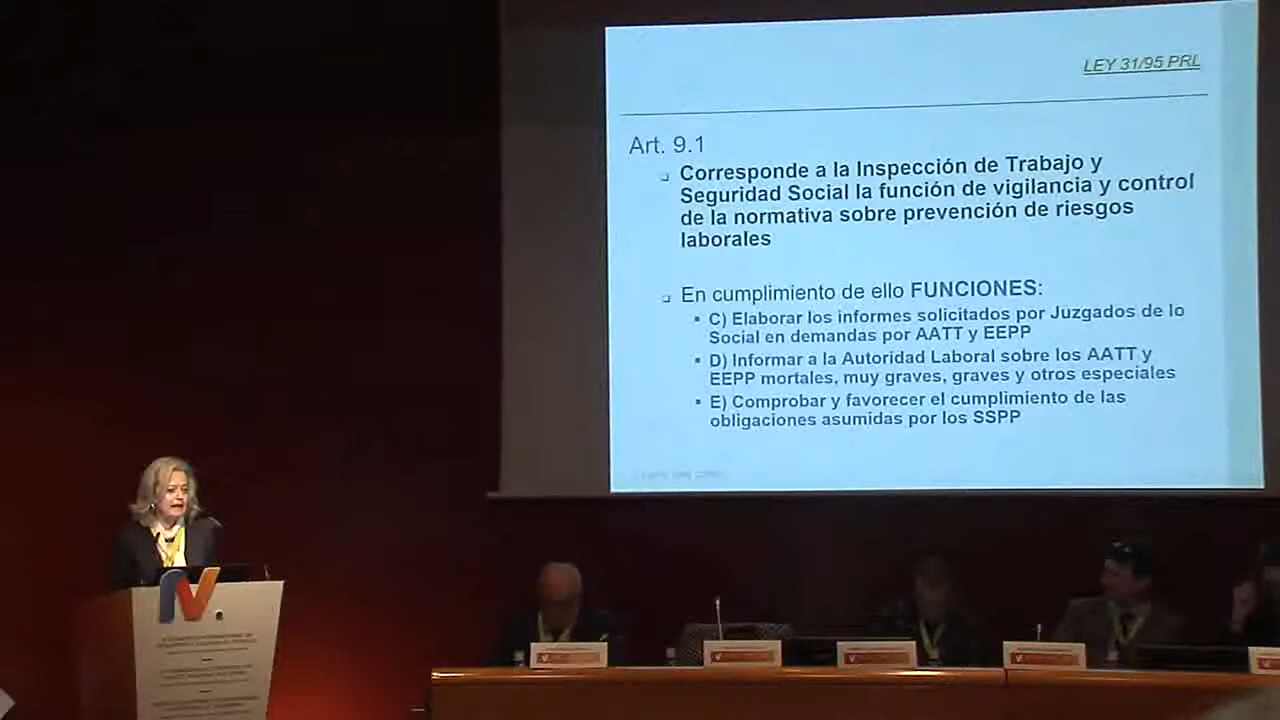 LEY 31/95 PRL
Art. 9.1
Corresponde a la Inspección de Trabajo y
Seguridad Social la función de vigilancia y control
de la normativa sobre prevención de riesgos
laborales
En cumplimiento de ello FUNCIONES:
C) Elaborar los informes solicitados por Juzgados de lo
Social en demandas por AATT y EEPP
D) Informar a la Autoridad Laboral sobre los AATT y
EEPP mortales, muy graves, graves y otros especiales
E) Comprobar y favorecer el cumplimiento de las
obligaciones asumidas por los SSPP